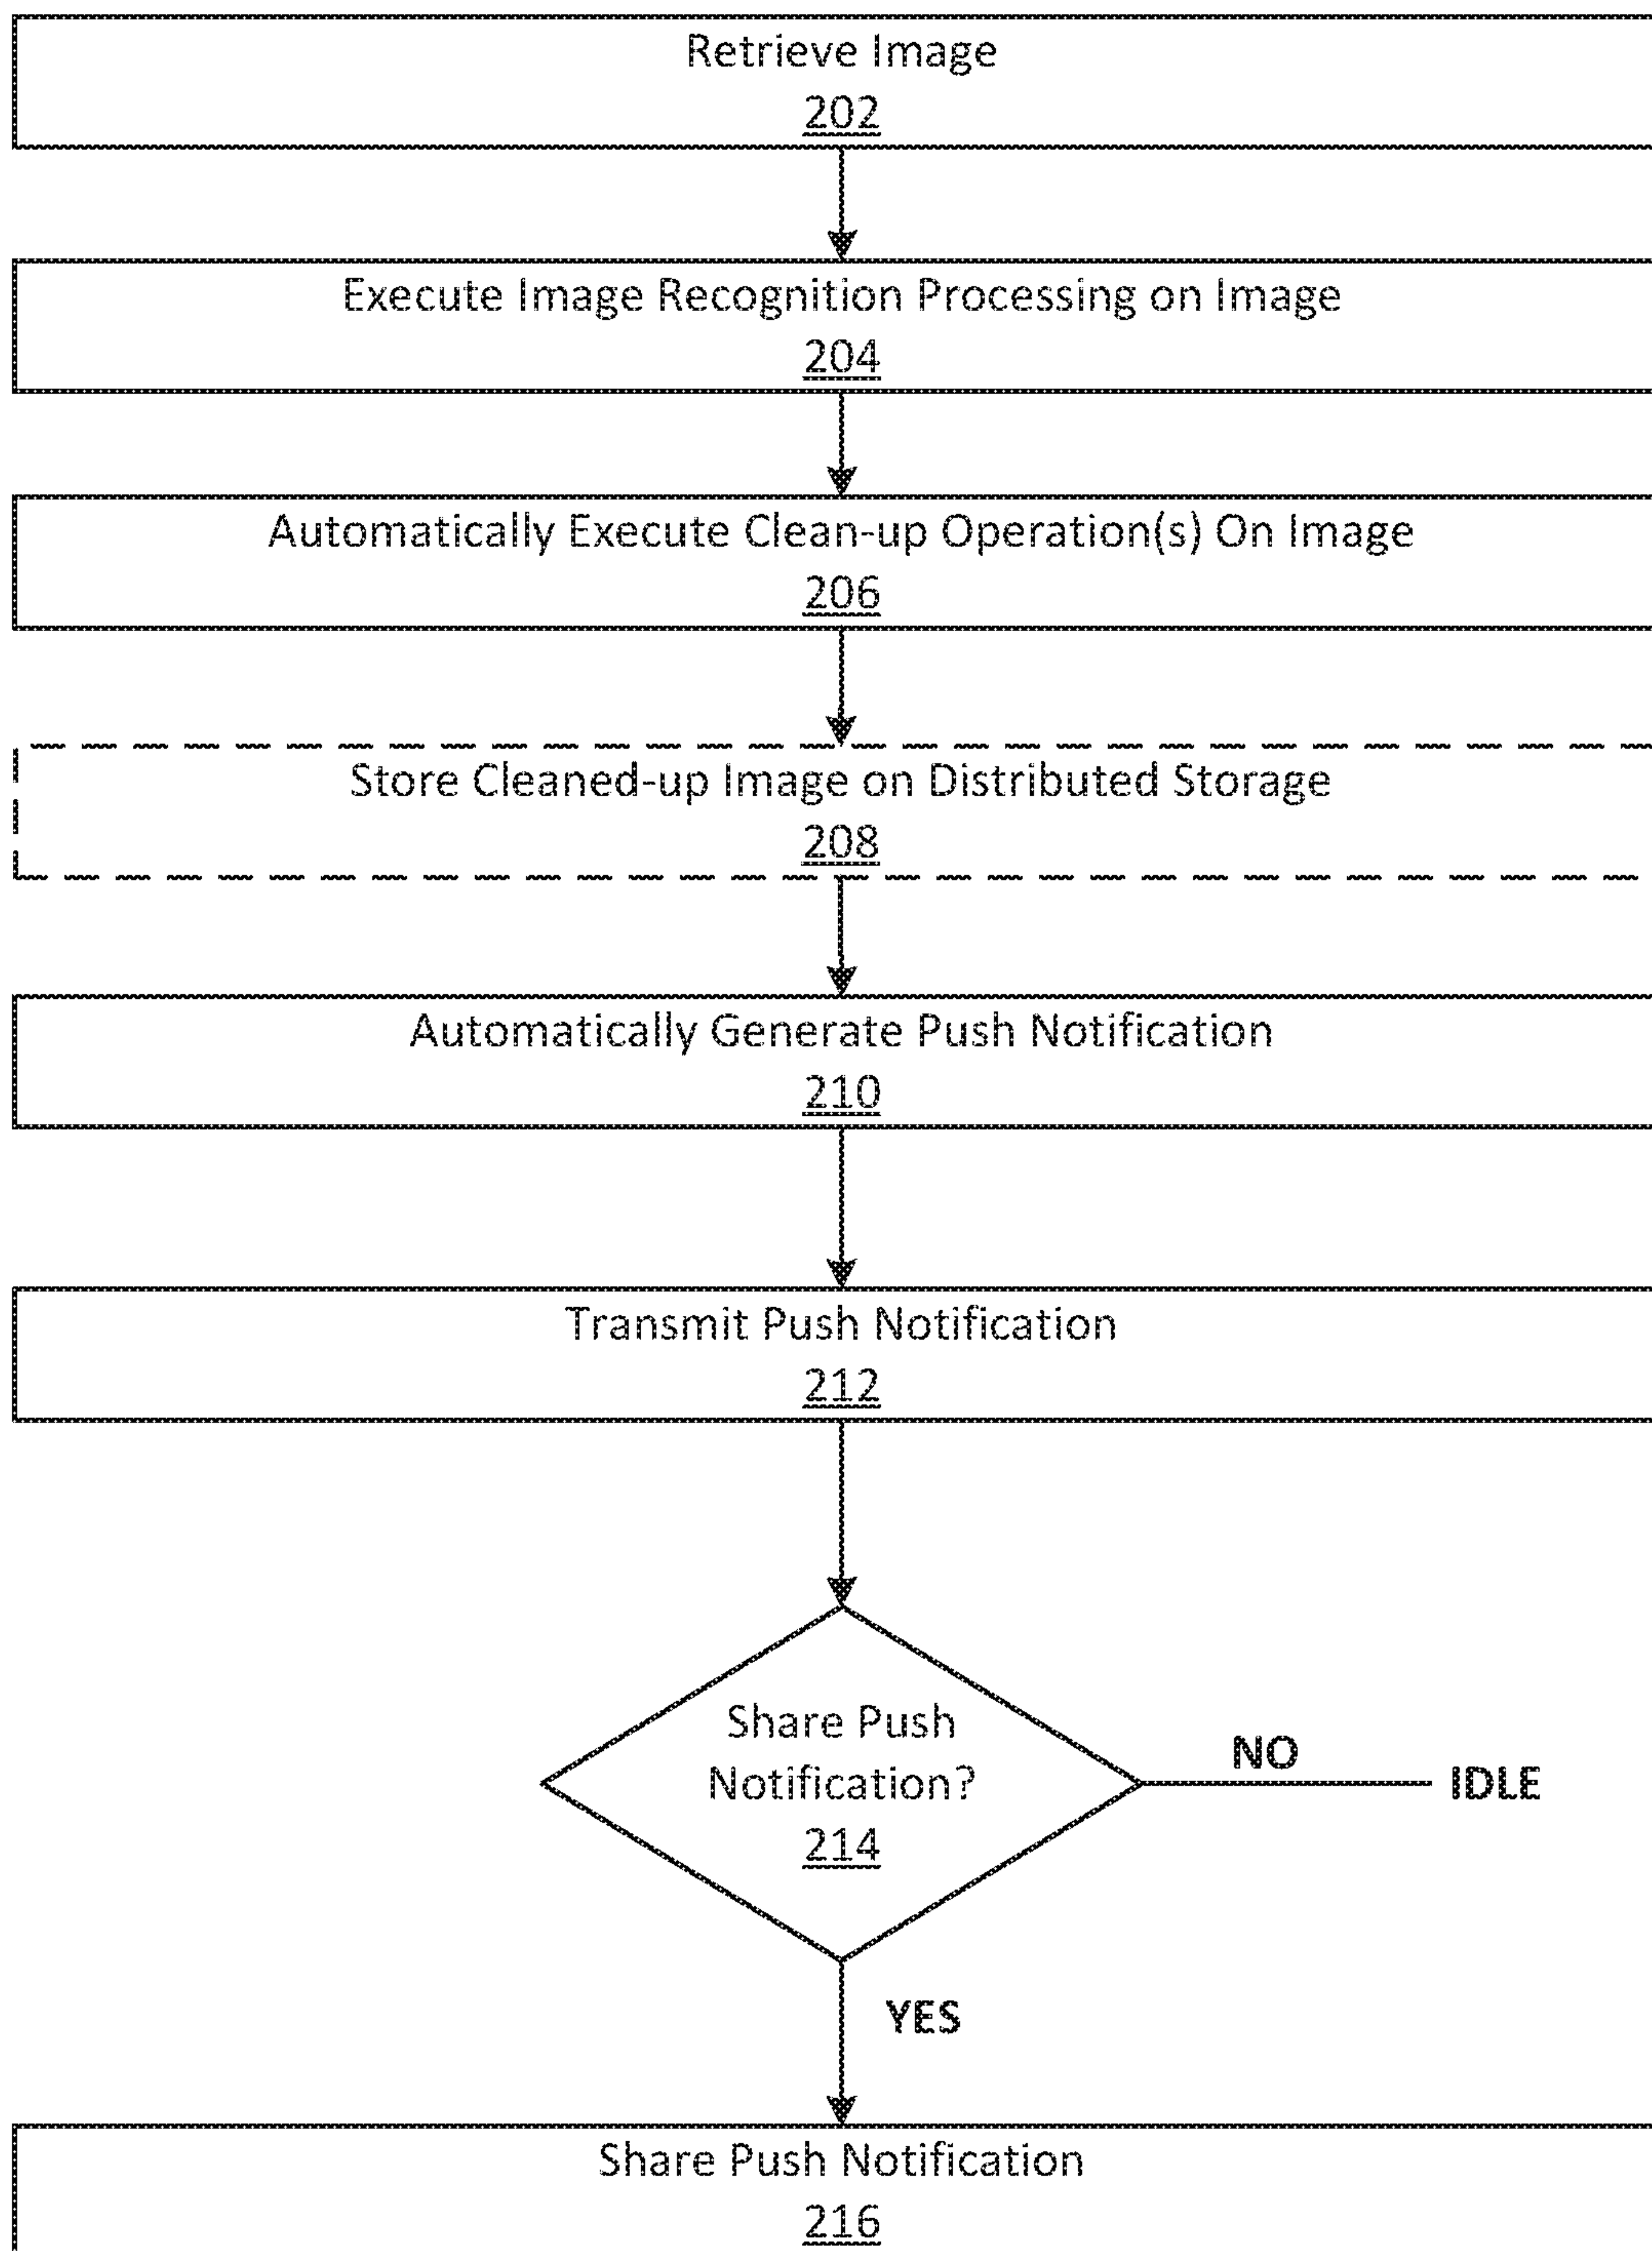 Retrieve Image
202
Execute Image Recognition Processing on Image
204
Automatically Execute Clean-up Operation(s) On Image
206
Store Cleaned-up Image on Distributed Storage
208
Automatically Generate Push Notification
210
Transmit Push Notification
212
Share Push
Notification?
214
NO
IDLE
YES
Share Push Notification
216